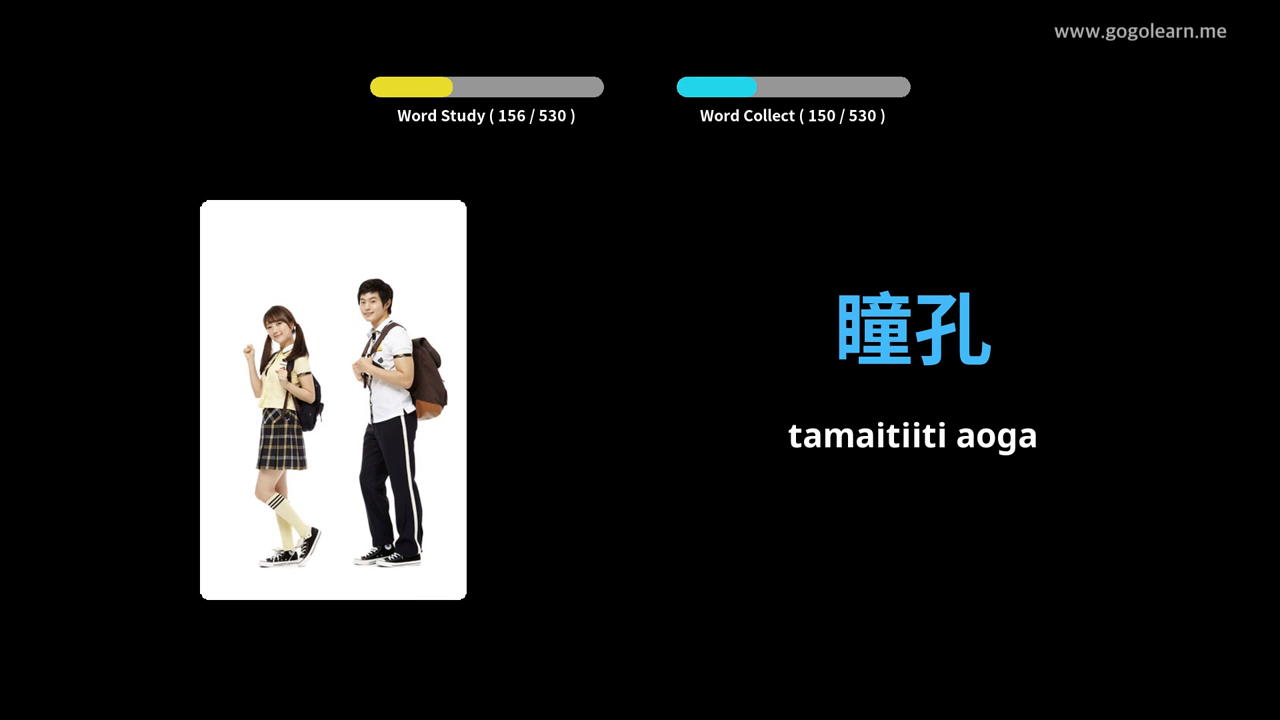 www.gogolearn.me
Word Study ( 156 / 530 )
Word Collect ( 150 / 530 )
瞳孔
tamaitiiti aoga